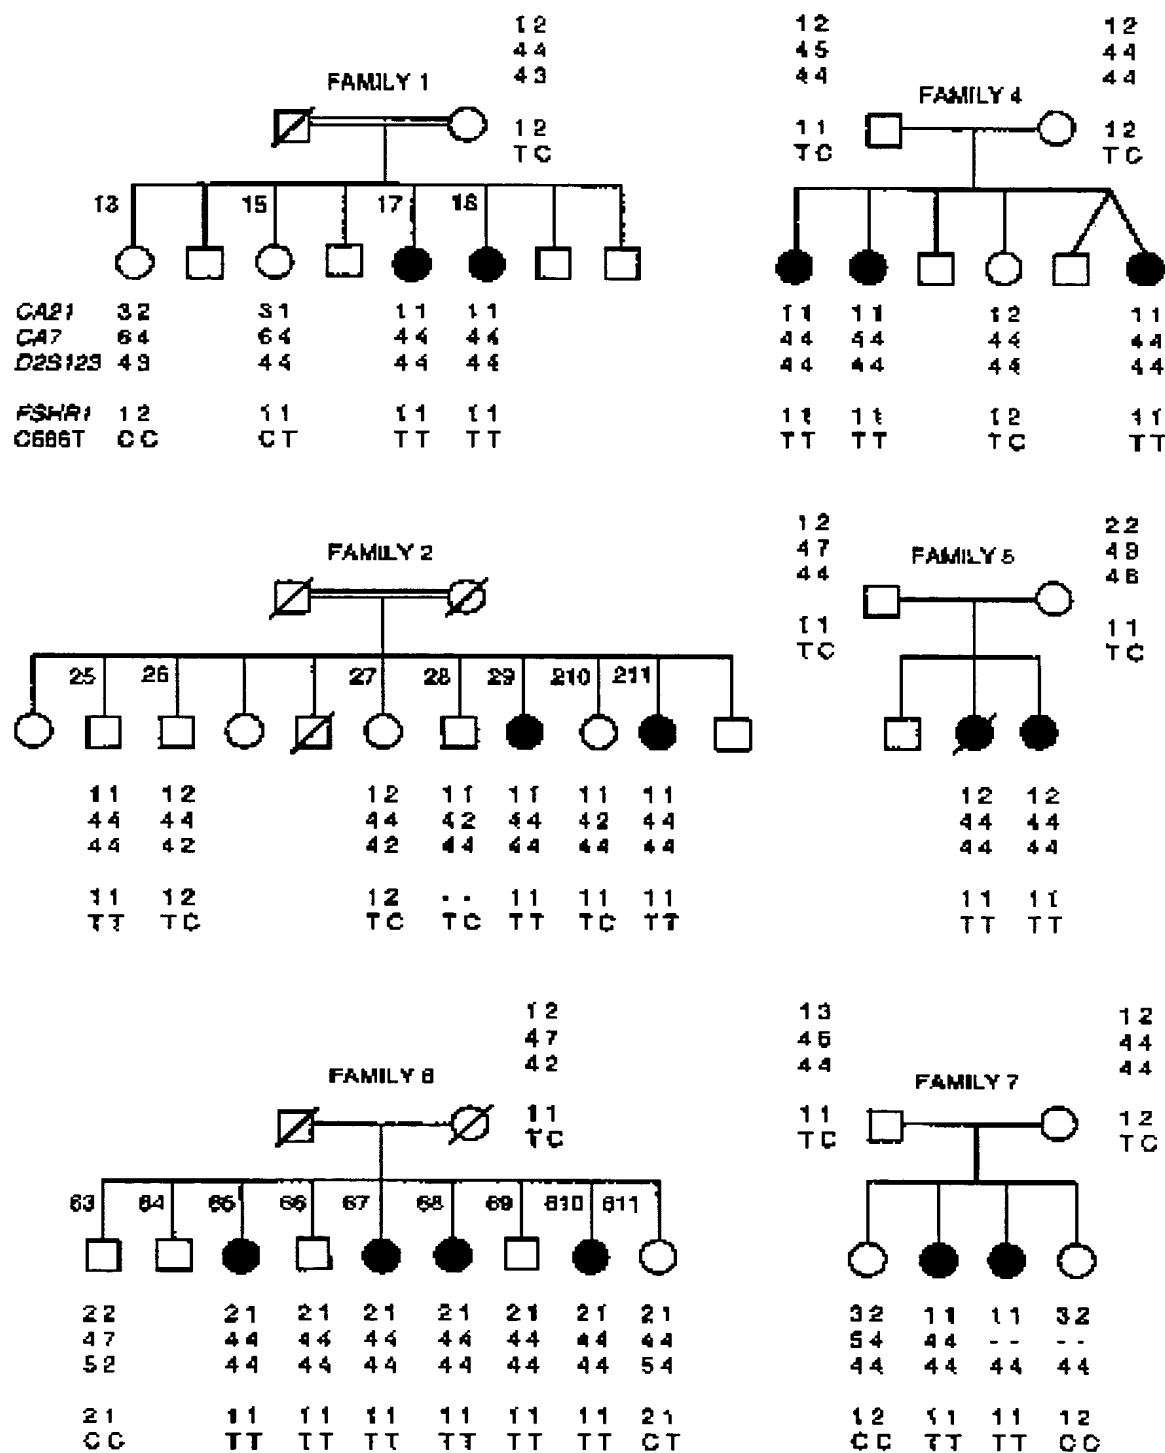 1 2 1 2 1 2
4 4 4 5 4 4
4 3 4 4 4 4
FAMILY 1 FAMILY 4
1 2 1 1 1 2
T C T C T C
13 15 17 18
CA21 3 2 3 1 1 1 1 1 1 1 1 1 1 2 1 1
CA7 6 4 6 4 4 4 4 4 4 4 4 4 4 4 4 4
D2S123 4 3 4 4 4 4 4 4 4 4 4 4 4 4 4 4
FSHR1 1 2 1 1 1 1 1 1 1 1 1 1 1 2 1 1
C566T C C C T T T T T T T T T T C T T
1 2 2 2
FAMILY 2 4 7 4 3 FAMILY 5
4 4 4 6
1 1 1 1
T C T C
25 26 27 28 29 210 211
1 1 1 2 1 2 1 1 1 1 1 1 1 1 1 2 1 2
4 4 4 4 4 4 4 2 4 4 4 2 4 4 4 4 4 4
4 4 4 2 4 2 4 4 4 4 4 4 4 4 4 4 4 4
1 1 1 2 1 2 - - 1 1 1 1 1 1 1 1 1 1
T T T C T C T C T T T C T T T T T T
1 2 1 3 1 2
4 7 4 5 4 4
4 2 4 4 4 4
FAMILY 6 FAMILY 7
1 1 1 1 1 2
T C T C T C
63 64 65 66 67 68 69 610 611
2 2 2 1 2 1 2 1 2 1 2 1 2 1 2 1 3 2 1 1 1 1 3 2
4 7 4 4 4 4 4 4 4 4 4 4 4 4 4 4 5 4 4 4 - - - -
5 2 4 4 4 4 4 4 4 4 4 4 4 4 5 4 4 4 4 4 4 4 4 4
2 1 1 1 1 1 1 1 1 1 1 1 1 1 2 1 1 2 1 1 1 1 1 2
C C T T T T T T T T T T T T C T C C T T T T C C